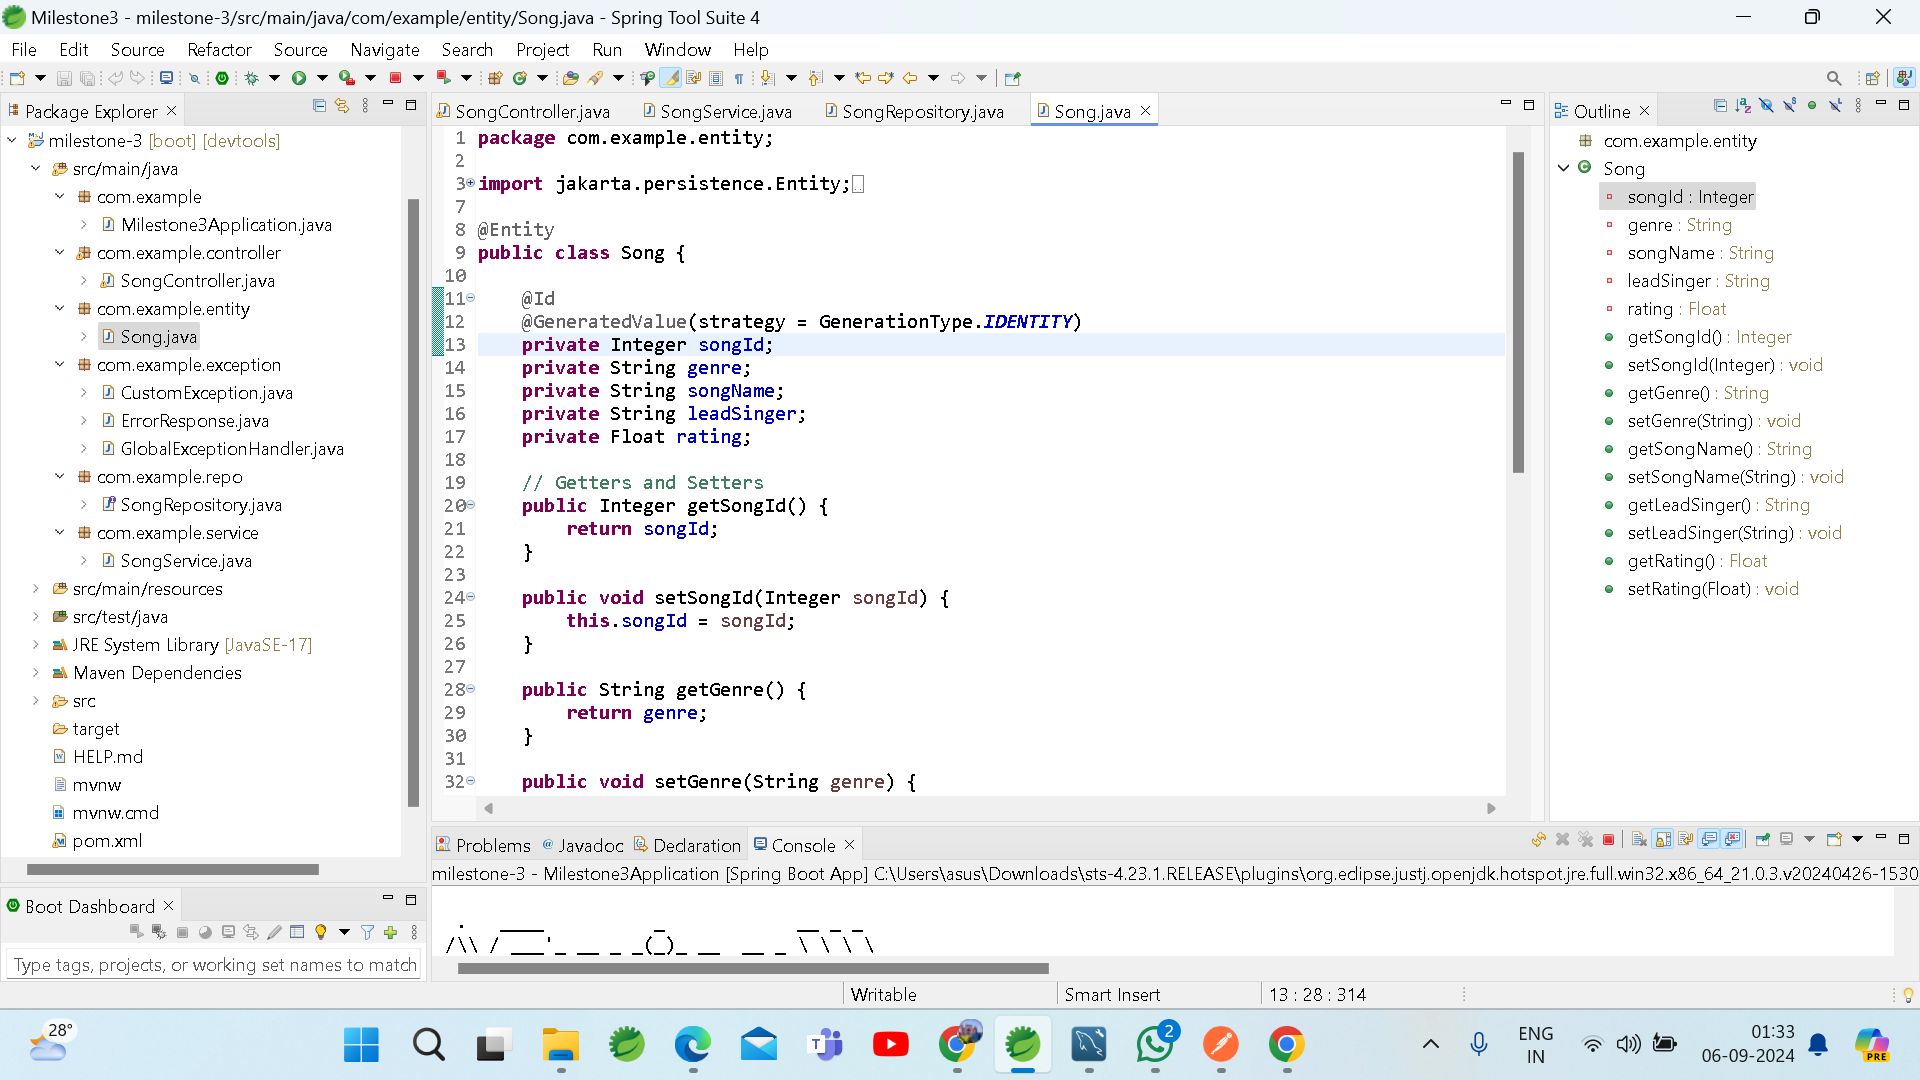 Milestone3 - milestone-3/src/main/java/com/example/entity/Song.java - Spring Tool Suite 4
File Edit Source Refactor Source Navigate Search Project Run Window Help
Package Explorer
milestone-3 [boot] [devtools]
src/main/java
com.example
Milestone3Application.java
com.example.controller
SongController.java
com.example.entity
Song.java
com.example.exception
CustomException.java
ErrorResponse.java
GlobalExceptionHandler.java
com.example.repo
SongRepository.java
com.example.service
SongService.java
src/main/resources
src/test/java
JRE System Library [JavaSE-17]
Maven Dependencies
src
target
HELP.md
mvnw
mvnw.cmd
pom.xml
Boot Dashboard
Type tags, projects, or working set names to match
SongController.java SongService.java SongRepository.java Song.java
1 package com.example.entity;
2
3 import jakarta.persistence.Entity;
7
8 @Entity
9 public class Song {
10
11 @Id
12 @GeneratedValue(strategy = GenerationType.IDENTITY)
13 private Integer songId;
14 private String genre;
15 private String songName;
16 private String leadSinger;
17 private Float rating;
18
19 // Getters and Setters
20 public Integer getSongId() {
21 return songId;
22 }
23
24 public void setSongId(Integer songId) {
25 this.songId = songId;
26 }
27
28 public String getGenre() {
29 return genre;
30 }
31
32 public void setGenre(String genre) {
Outline
com.example.entity
Song
songId : Integer
genre : String
songName : String
leadSinger : String
rating : Float
getSongId() : Integer
setSongId(Integer) : void
getGenre() : String
setGenre(String) : void
getSongName() : String
setSongName(String) : void
getLeadSinger() : String
setLeadSinger(String) : void
getRating() : Float
setRating(Float) : void
Problems @ Javadoc Declaration Console
milestone-3 - Milestone3Application [Spring Boot App] C:\Users\asus\Downloads\sts-4.23.1.RELEASE\plugins\org.eclipse.justj.openjdk.hotspot.jre.full.win32.x86_64_21.0.3.v20240426-1530
  .   ____          _            __ _ _
 /\\ / ___'_ __ _ _(_)_ __  __ _ \ \ \ \
Writable Smart Insert 13 : 28 : 314
28°
2
ENG
IN
01:33
06-09-2024
PRE